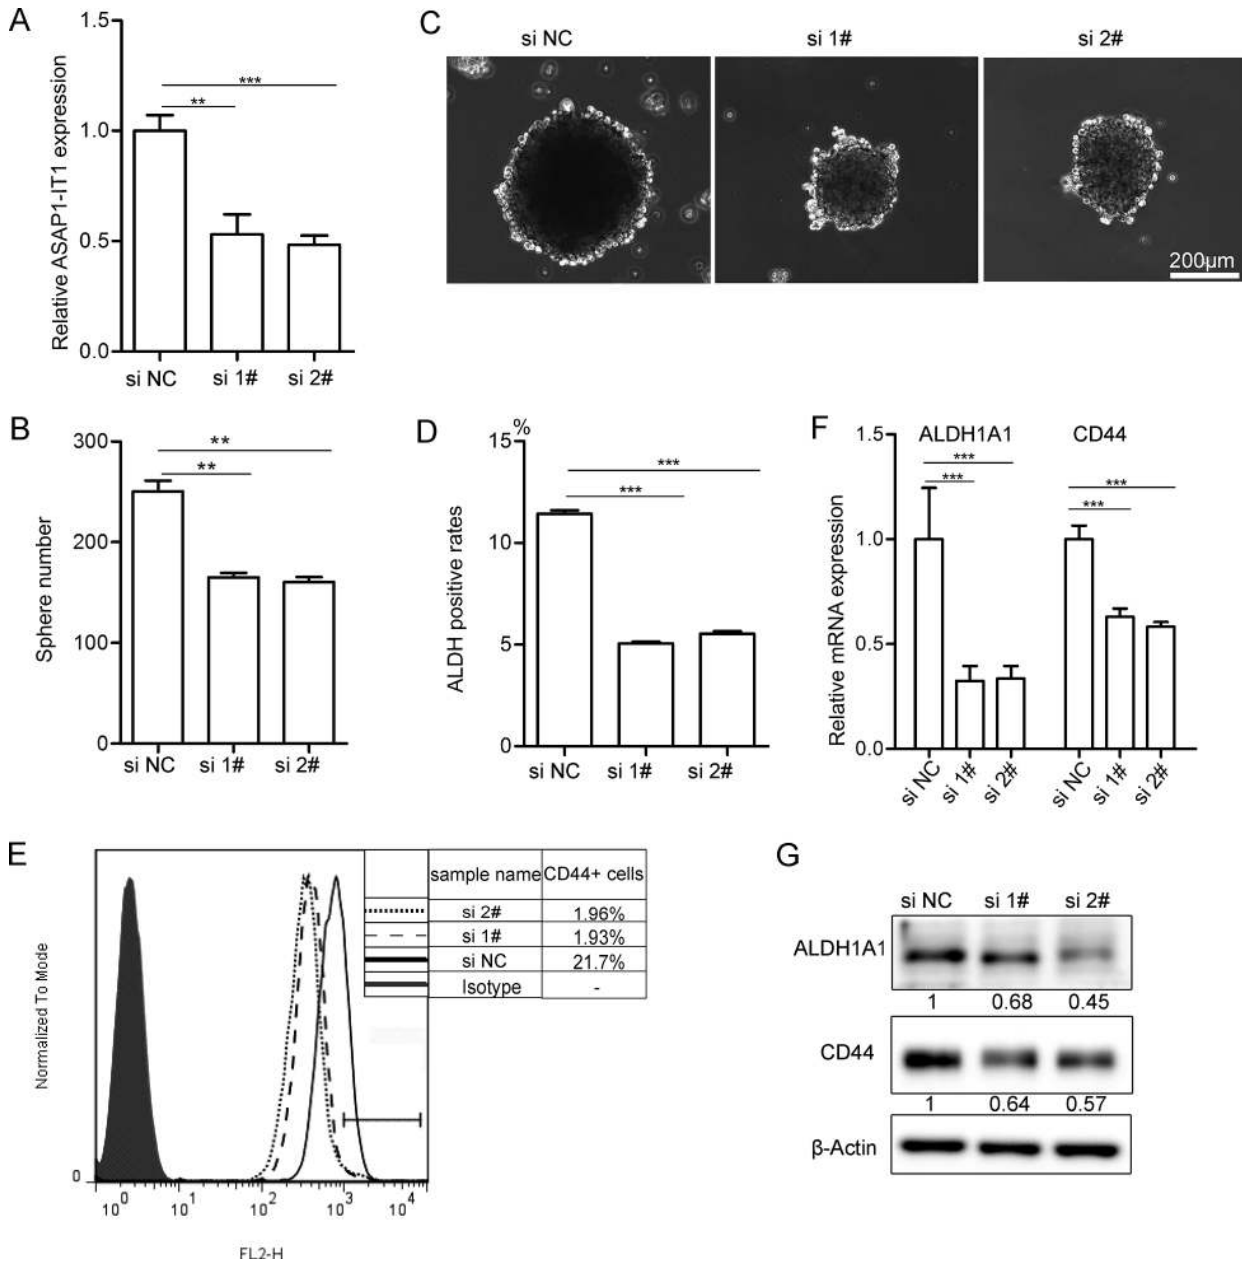 A
1.5
1.0
0.5
0.0
Relative ASAP1-IT1 expression
***
**
si NC
si 1#
si 2#
C
si NC
si 1#
si 2#
200μm
B
300
200
100
0
Sphere number
**
**
si NC
si 1#
si 2#
D
%
15
10
5
0
ALDH positive rates
***
***
si NC
si 1#
si 2#
F
ALDH1A1
CD44
1.5
1.0
0.5
0.0
Relative mRNA expression
***
***
***
***
si NC
si 1#
si 2#
si NC
si 1#
si 2#
E
sample name CD44+ cells
si 2# 1.96%
si 1# 1.93%
si NC 21.7%
Isotype -
Normalized To Mode
0
10^0 10^1 10^2 10^3 10^4
FL2-H
G
si NC si 1# si 2#
ALDH1A1
1 0.68 0.45
CD44
1 0.64 0.57
β-Actin